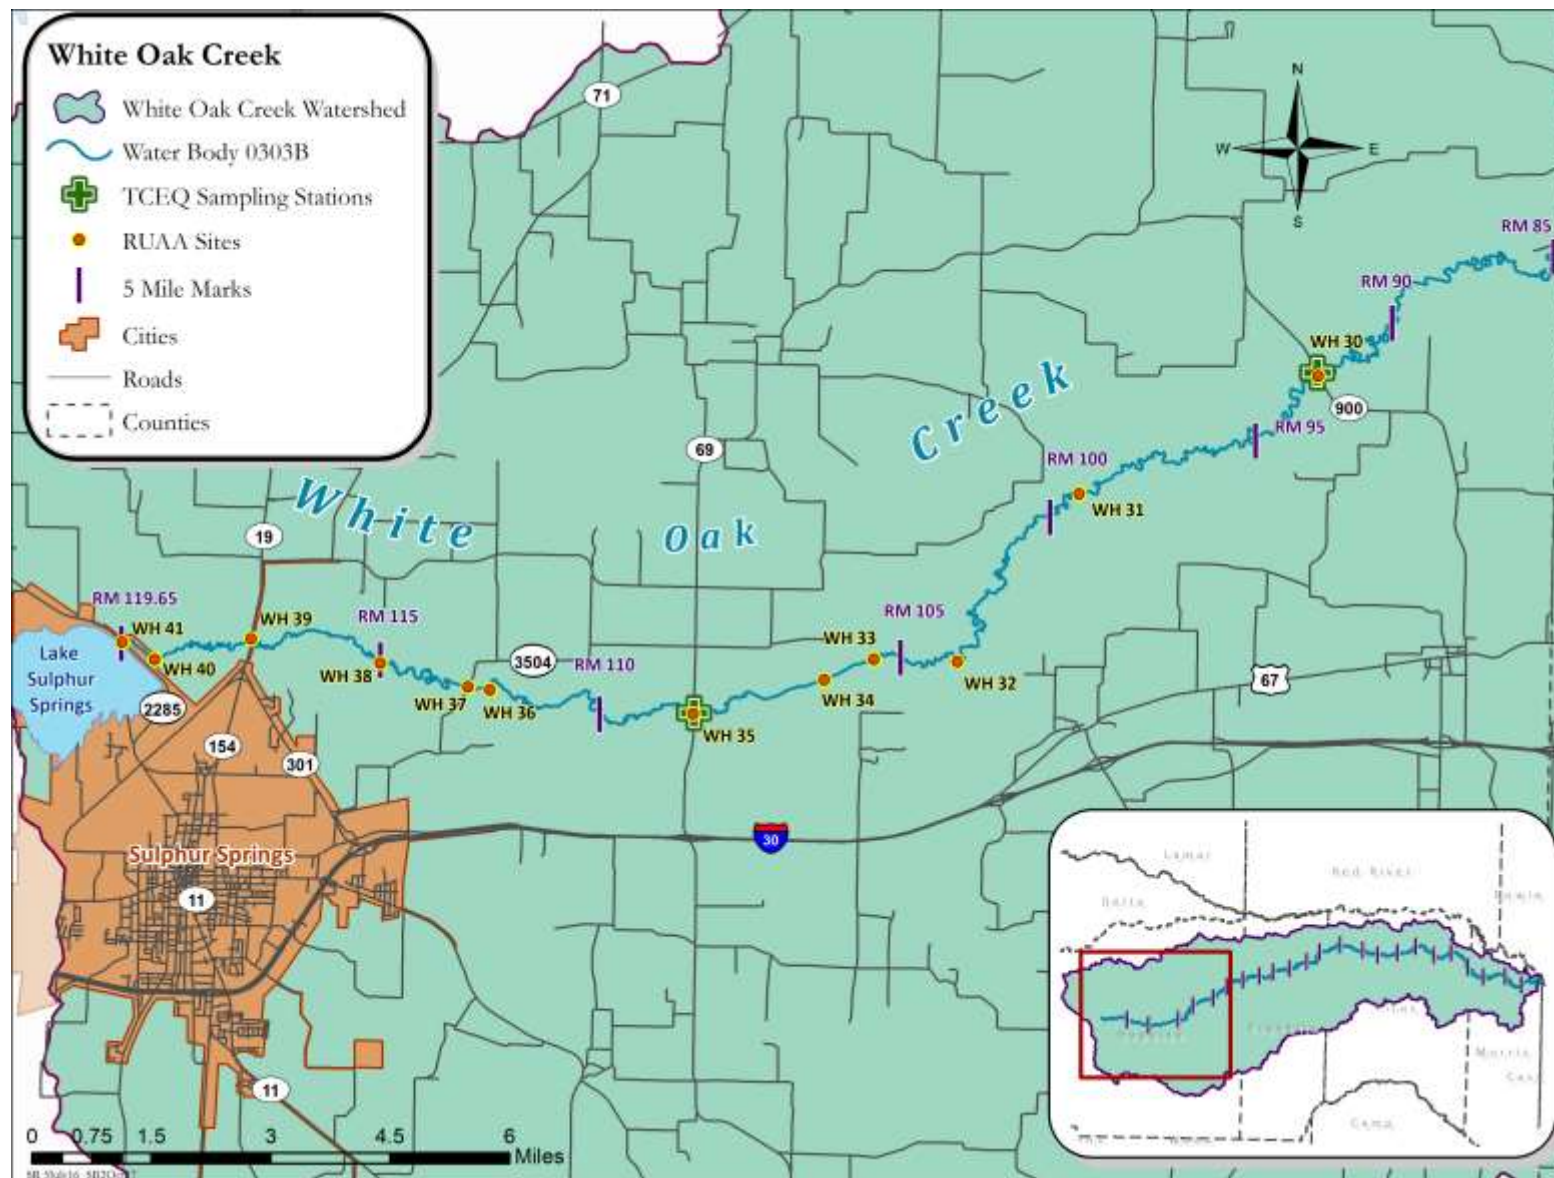 White Oak Creek
White Oak Creek Watershed
Water Body 0303B
TCEQ Sampling Stations
RUAA Sites
5 Mile Marks
Cities
Roads
Counties
71
N
W
E
S
RM 85
RM 90
WH 30
900
RM 95
Creek
69
RM 100
WH 31
White
Oak
19
RM 119.65
WH 41
WH 39
RM 115
RM 105
WH 33
Lake
Sulphur
Springs
WH 40
WH 38
3504
RM 110
WH 32
67
2285
WH 37
WH 36
WH 34
WH 35
154
301
30
Sulphur Springs
11
11
Lamar
Red River
Delta
0 0.75 1.5 3 4.5 6
Miles
Morris
Camp